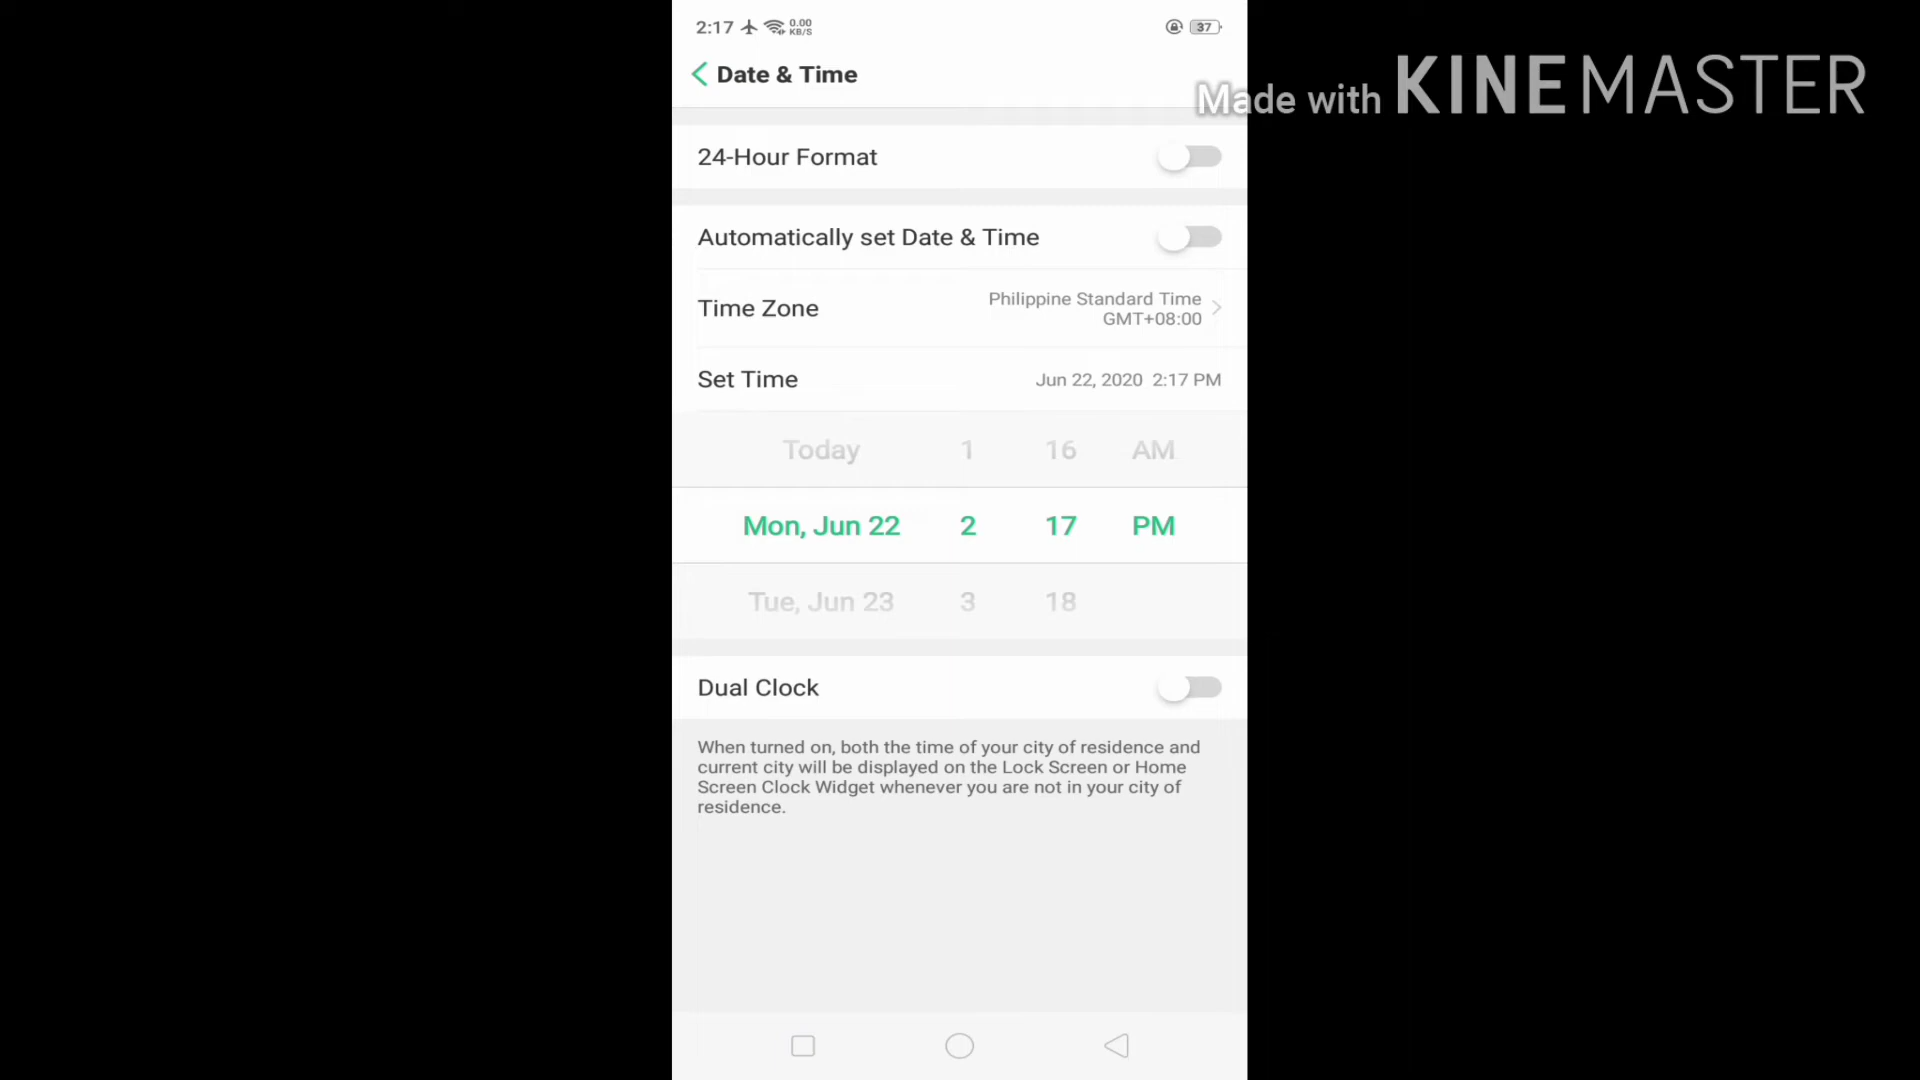 2:17 0.00 KB/S 37
Date & Time
Made with KINEMASTER
24-Hour Format
Automatically set Date & Time
Time Zone Philippine Standard Time
GMT+08:00
Set Time Jun 22, 2020 2:17 PM
Today 1 16 AM
Mon, Jun 22 2 17 PM
Tue, Jun 23 3 18
Dual Clock
When turned on, both the time of your city of residence and
current city will be displayed on the Lock Screen or Home
Screen Clock Widget whenever you are not in your city of
residence.